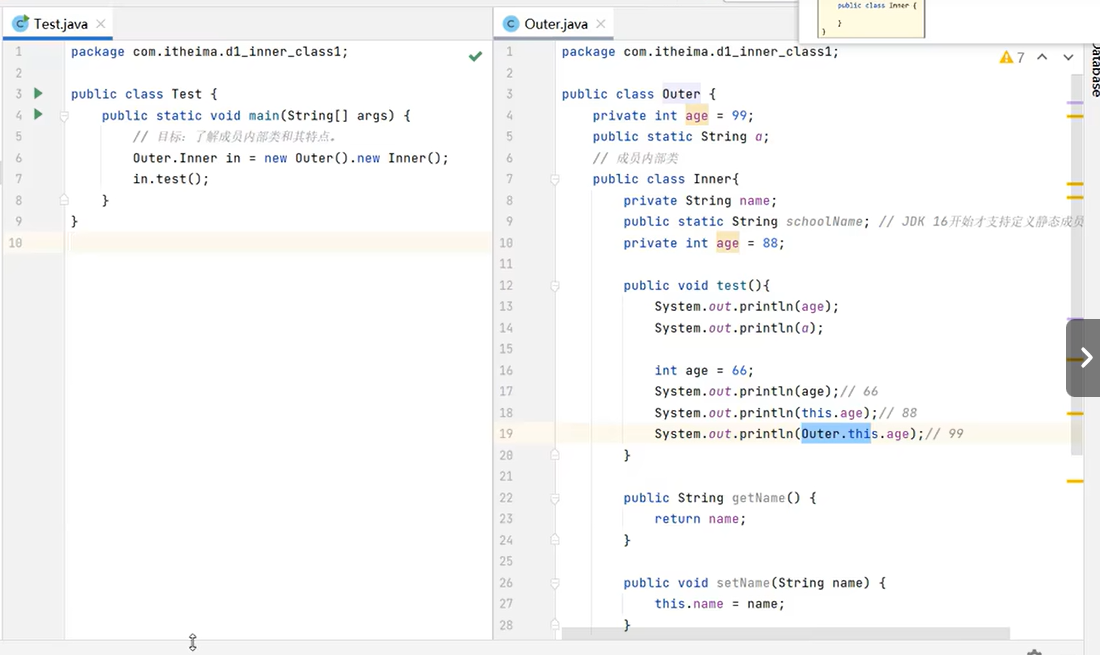 public class Inner {
}
}
Test.java
Outer.java
1 package com.itheima.d1_inner_class1;
2
3 public class Test {
4 public static void main(String[] args) {
5 // 目标：了解成员内部类和其特点。
6 Outer.Inner in = new Outer().new Inner();
7 in.test();
8 }
9 }
10
1 package com.itheima.d1_inner_class1;
2
3 public class Outer {
4 private int age = 99;
5 public static String a;
6 // 成员内部类
7 public class Inner{
8 private String name;
9 public static String schoolName; // JDK 16开始才支持定义静态成员
10 private int age = 88;
11
12 public void test(){
13 System.out.println(age);
14 System.out.println(a);
15
16 int age = 66;
17 System.out.println(age);// 66
18 System.out.println(this.age);// 88
19 System.out.println(Outer.this.age);// 99
20 }
21
22 public String getName() {
23 return name;
24 }
25
26 public void setName(String name) {
27 this.name = name;
28 }
7
Database